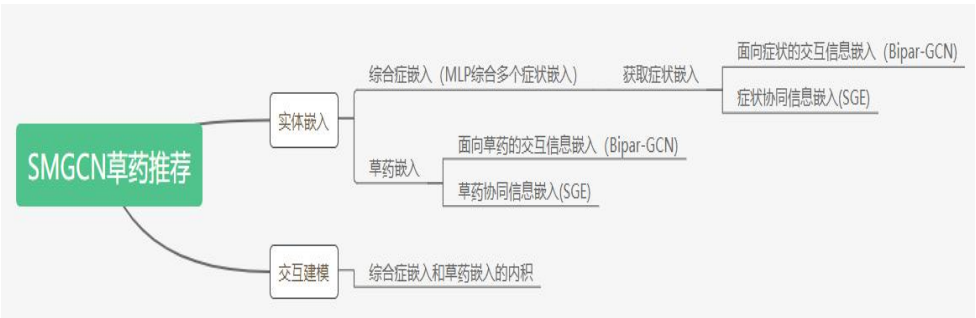 SMGCN草药推荐
实体嵌入
综合症嵌入（MLP综合多个症状嵌入）
获取症状嵌入
面向症状的交互信息嵌入（Bipar-GCN)
症状协同信息嵌入(SGE)
草药嵌入
面向草药的交互信息嵌入（Bipar-GCN)
草药协同信息嵌入(SGE)
交互建模
综合症嵌入和草药嵌入的内积